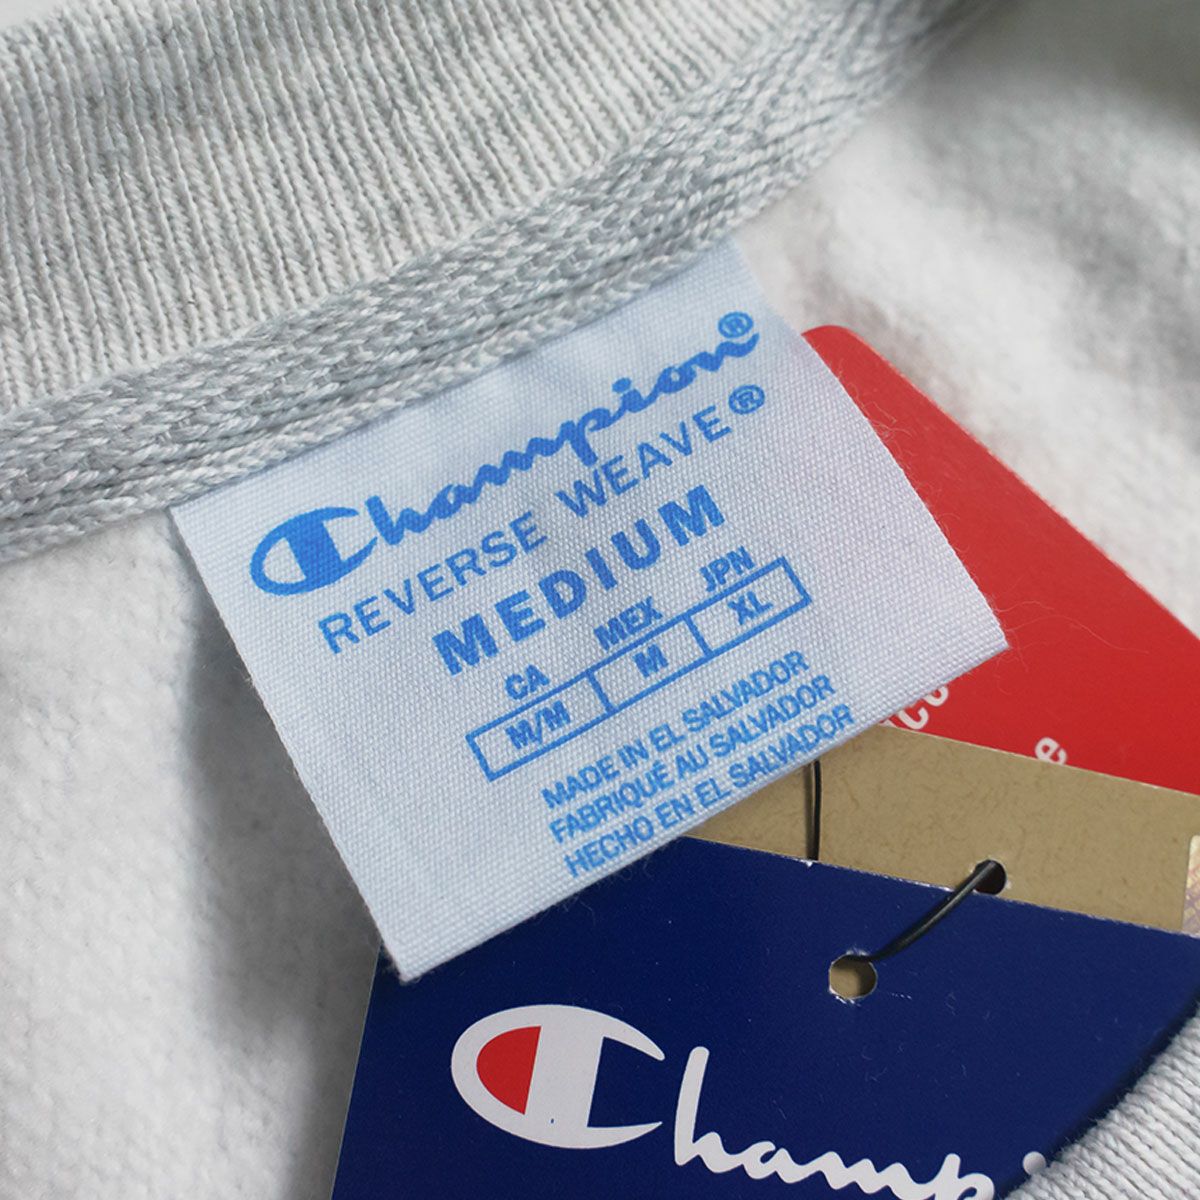 Champion®
REVERSE WEAVE®
MEDIUM
CA MEX JPN
M/M M XL
MADE IN EL SALVADOR
FABRIQUÉ AU SALVADOR
HECHO EN EL SALVADOR
Champi